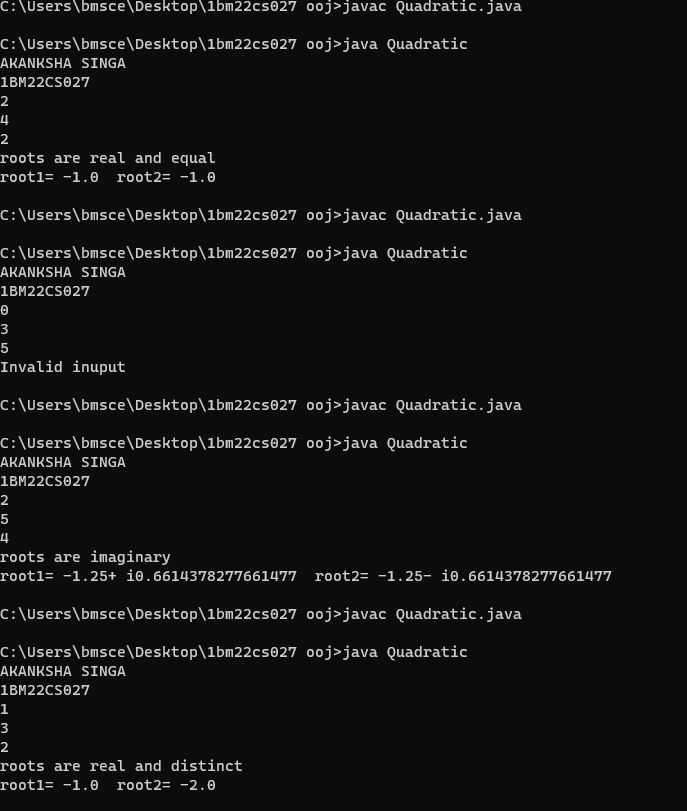 C:\Users\bmsce\Desktop\1bm22cs027 ooj>javac Quadratic.java
C:\Users\bmsce\Desktop\1bm22cs027 ooj>java Quadratic
AKANKSHA SINGA
1BM22CS027
2
4
2
roots are real and equal
root1= -1.0  root2= -1.0
C:\Users\bmsce\Desktop\1bm22cs027 ooj>javac Quadratic.java
C:\Users\bmsce\Desktop\1bm22cs027 ooj>java Quadratic
AKANKSHA SINGA
1BM22CS027
0
3
5
Invalid inuput
C:\Users\bmsce\Desktop\1bm22cs027 ooj>javac Quadratic.java
C:\Users\bmsce\Desktop\1bm22cs027 ooj>java Quadratic
AKANKSHA SINGA
1BM22CS027
2
5
4
roots are imaginary
root1= -1.25+ i0.6614378277661477  root2= -1.25- i0.6614378277661477
C:\Users\bmsce\Desktop\1bm22cs027 ooj>javac Quadratic.java
C:\Users\bmsce\Desktop\1bm22cs027 ooj>java Quadratic
AKANKSHA SINGA
1BM22CS027
1
3
2
roots are real and distinct
root1= -1.0  root2= -2.0